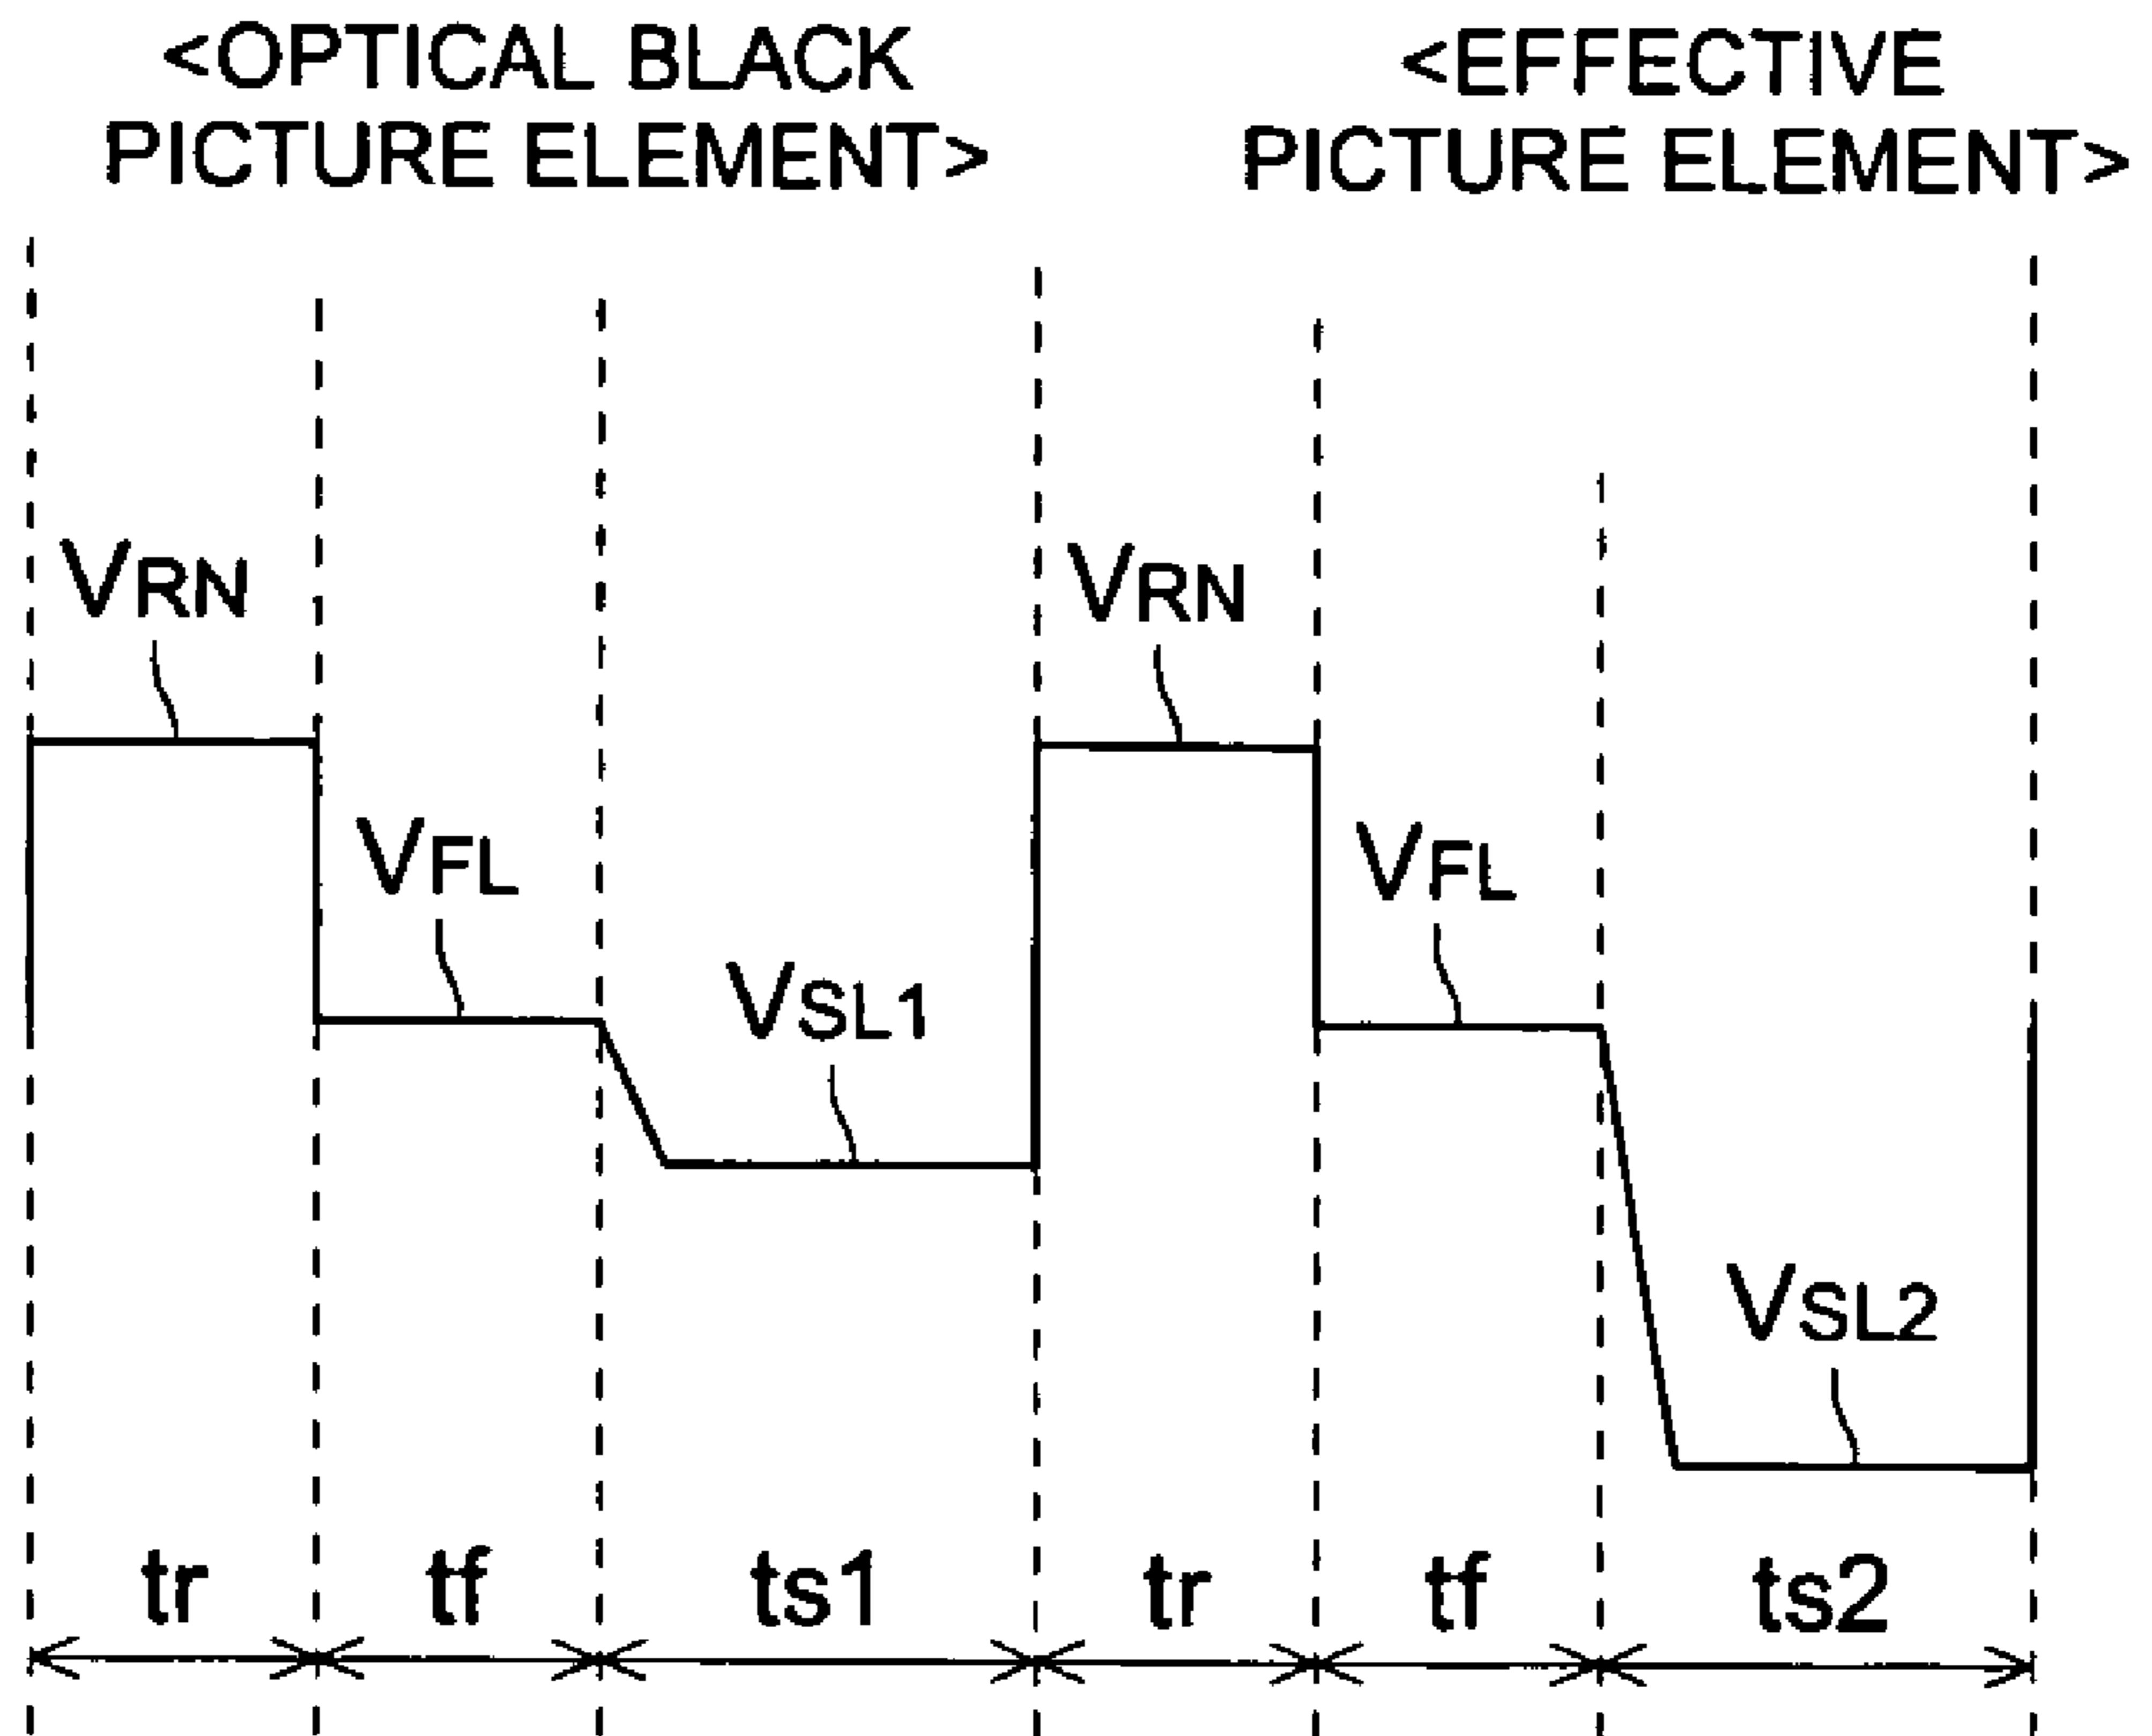 <OPTICAL BLACK
PICTURE ELEMENT>
<EFFECTIVE
PICTURE ELEMENT>
VRN
VRN
VFL
VFL
VSL1
VSL2
tr
tf
ts1
tr
tf
ts2